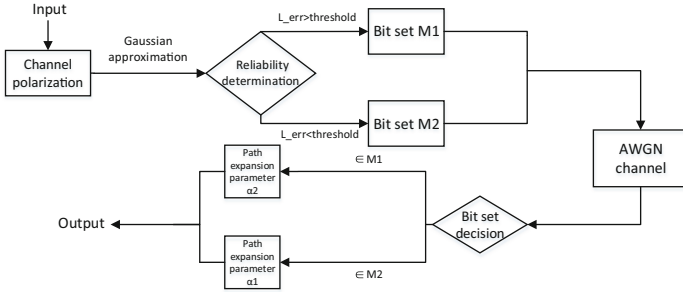 Input
Channel
polarization
Gaussian
approximation
Reliability
determination
L_err>threshold
Bit set M1
L_err<threshold
Bit set M2
AWGN
channel
Bit set
decision
∈ M1
Path
expansion
parameter
α2
∈ M2
Path
expansion
parameter
α1
Output